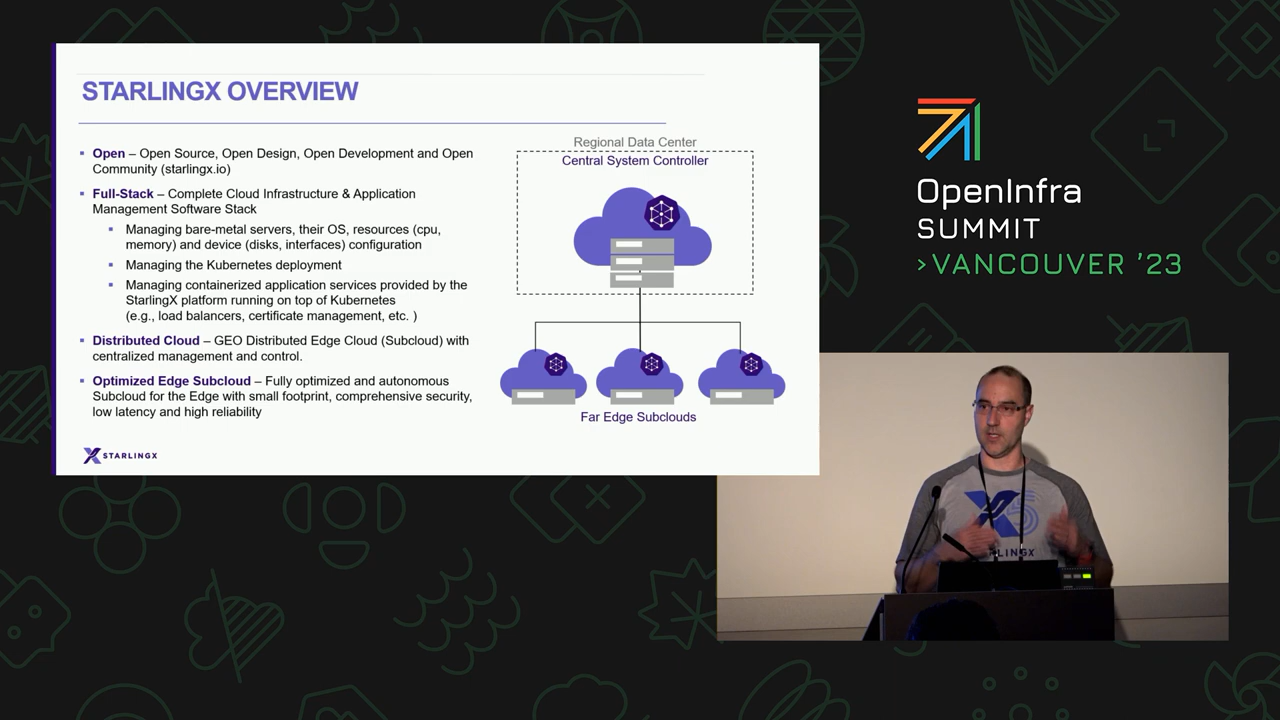 STARLINGX OVERVIEW
Open – Open Source, Open Design, Open Development and Open
Community (starlingx.io)
Full-Stack – Complete Cloud Infrastructure & Application
Management Software Stack
Managing bare-metal servers, their OS, resources (cpu,
memory) and device (disks, interfaces) configuration
Managing the Kubernetes deployment
Managing containerized application services provided by the
StarlingX platform running on top of Kubernetes
(e.g., load balancers, certificate management, etc. )
Distributed Cloud – GEO Distributed Edge Cloud (Subcloud) with
centralized management and control.
Optimized Edge Subcloud – Fully optimized and autonomous
Subcloud for the Edge with small footprint, comprehensive security,
low latency and high reliability
STARLINGX
Regional Data Center
Central System Controller
Far Edge Subclouds
OpenInfra
SUMMIT
>VANCOUVER '23